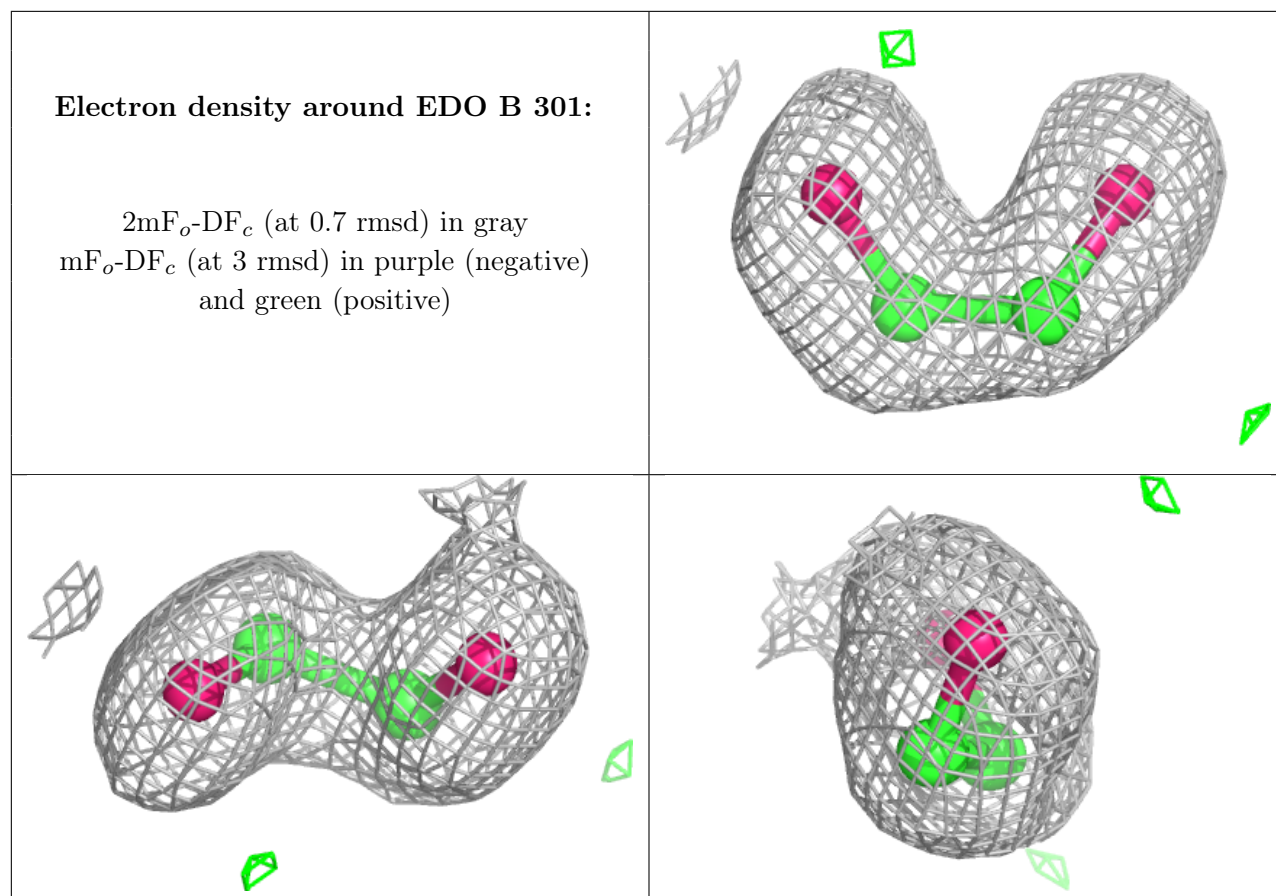 Electron density around EDO B 301:
2mFo-DFc (at 0.7 rmsd) in gray
mFo-DFc (at 3 rmsd) in purple (negative)
and green (positive)